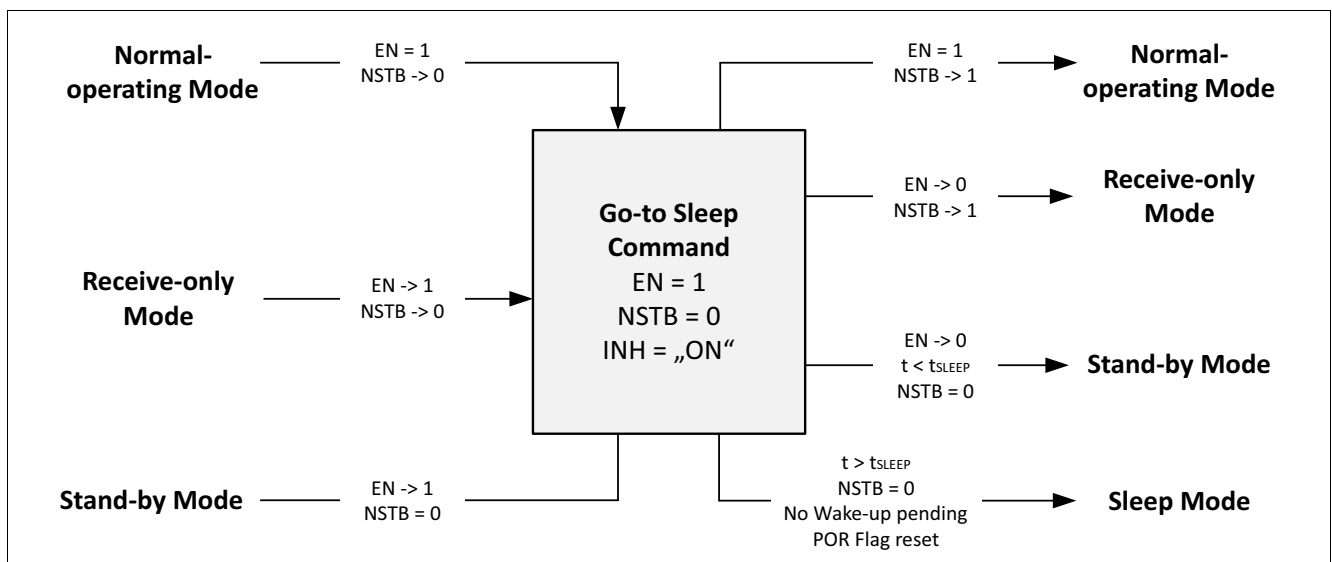 Normal-
operating Mode
EN = 1
NSTB -> 0
Receive-only
Mode
EN -> 1
NSTB -> 0
Stand-by Mode
EN -> 1
NSTB = 0
Go-to Sleep
Command
EN = 1
NSTB = 0
INH = „ON“
EN = 1
NSTB -> 1
Normal-
operating Mode
EN -> 0
NSTB -> 1
Receive-only
Mode
EN -> 0
t < tSLEEP
NSTB = 0
Stand-by Mode
t > tSLEEP
NSTB = 0
No Wake-up pending
POR Flag reset
Sleep Mode